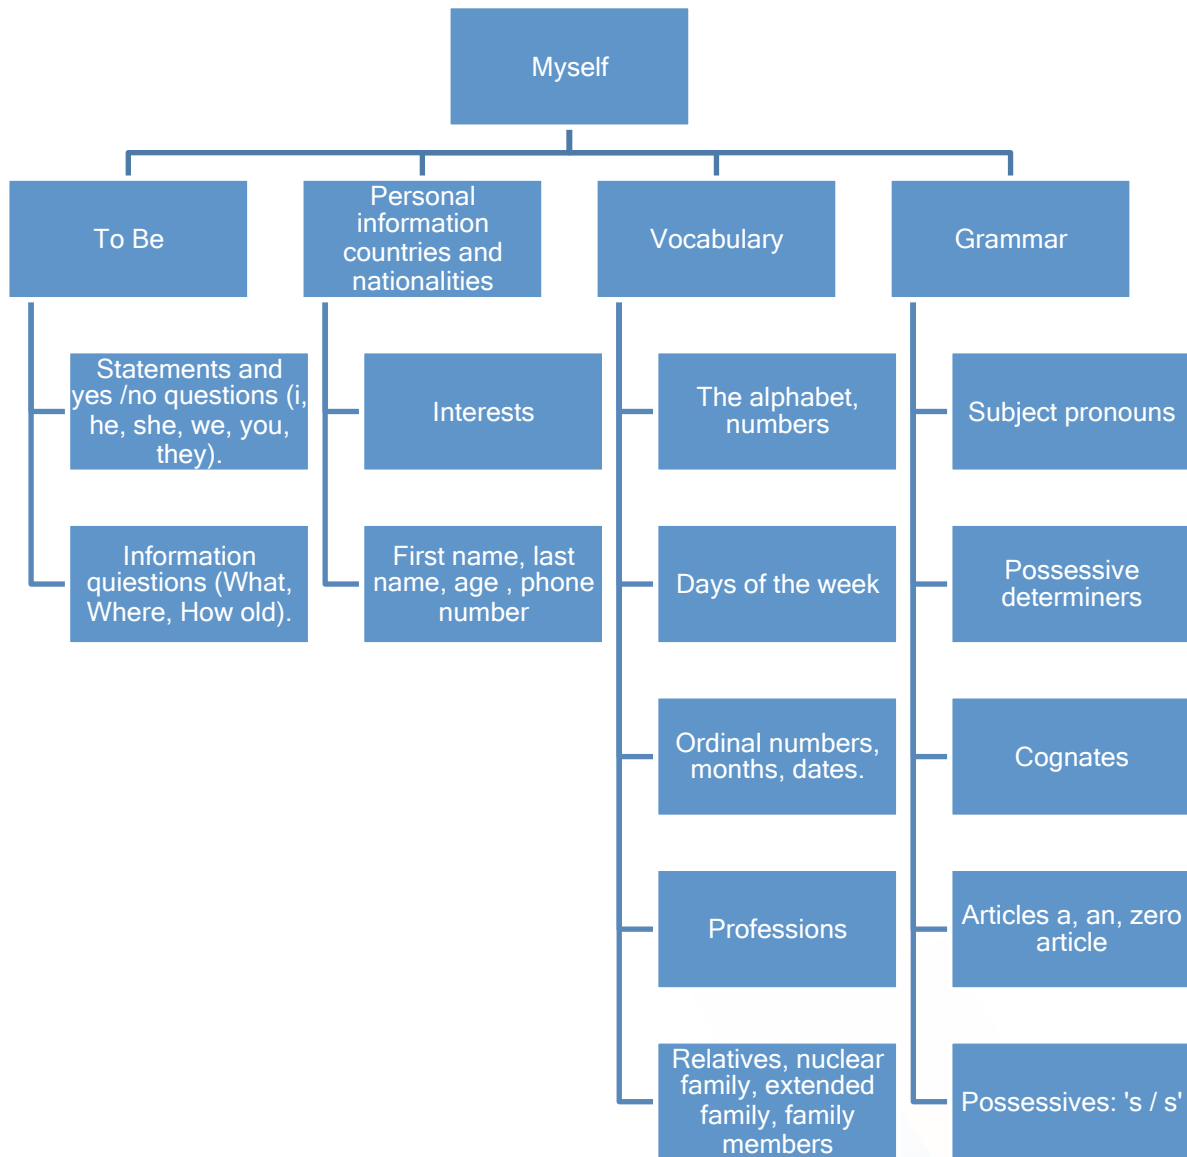 Myself
To Be
Personal
information
countries and
nationalities
Vocabulary
Grammar
Statements and
yes /no questions (i,
he, she, we, you,
they).
Interests
The alphabet,
numbers
Subject pronouns
Information
quiestions (What,
Where, How old).
First name, last
name, age , phone
number
Days of the week
Possessive
determiners
Ordinal numbers,
months, dates.
Cognates
Professions
Articles a, an, zero
article
Relatives, nuclear
family, extended
family, family
members
Possessives: 's / s'